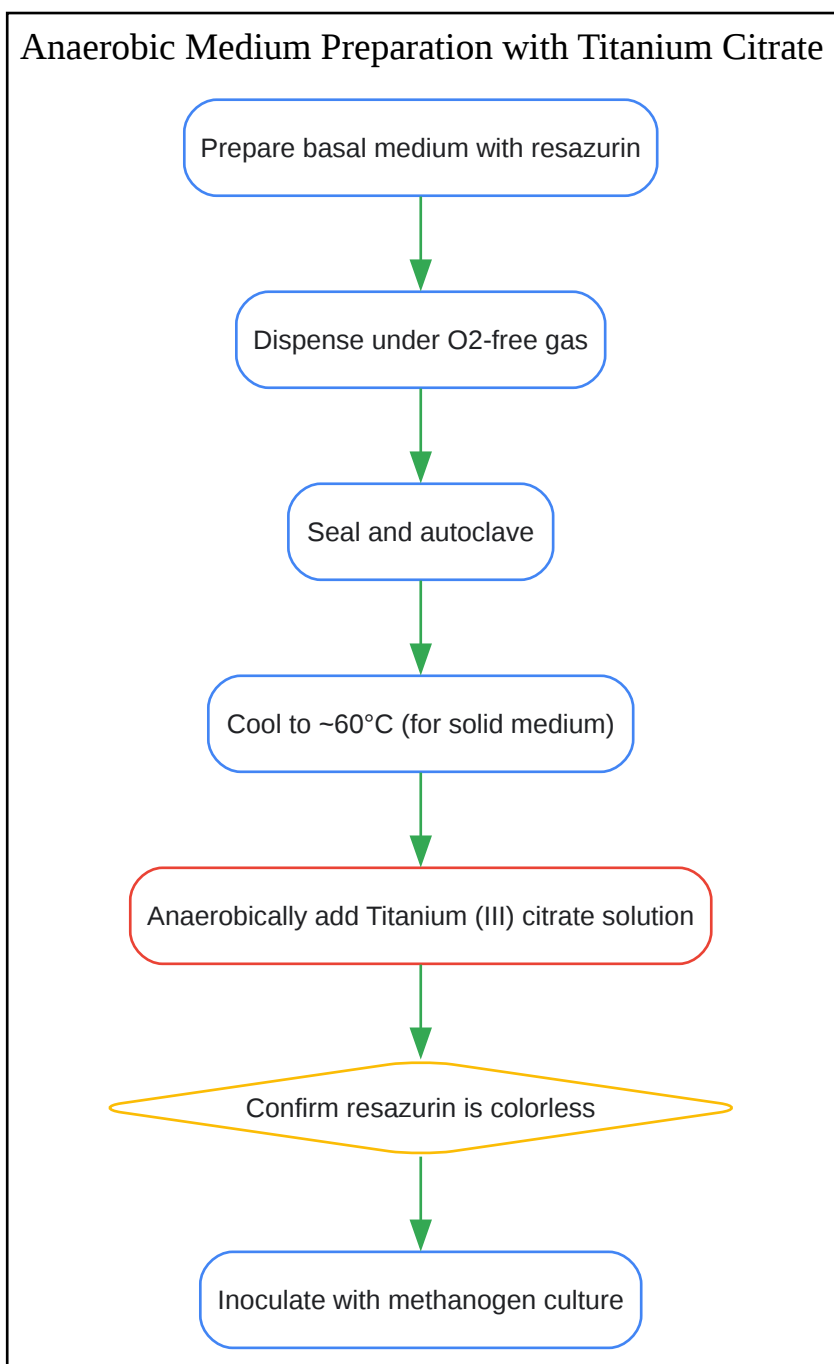 Anaerobic Medium Preparation with Titanium Citrate
Prepare basal medium with resazurin
Dispense under O2-free gas
Seal and autoclave
Cool to ~60°C (for solid medium)
Anaerobically add Titanium (III) citrate solution
Confirm resazurin is colorless
Inoculate with methanogen culture